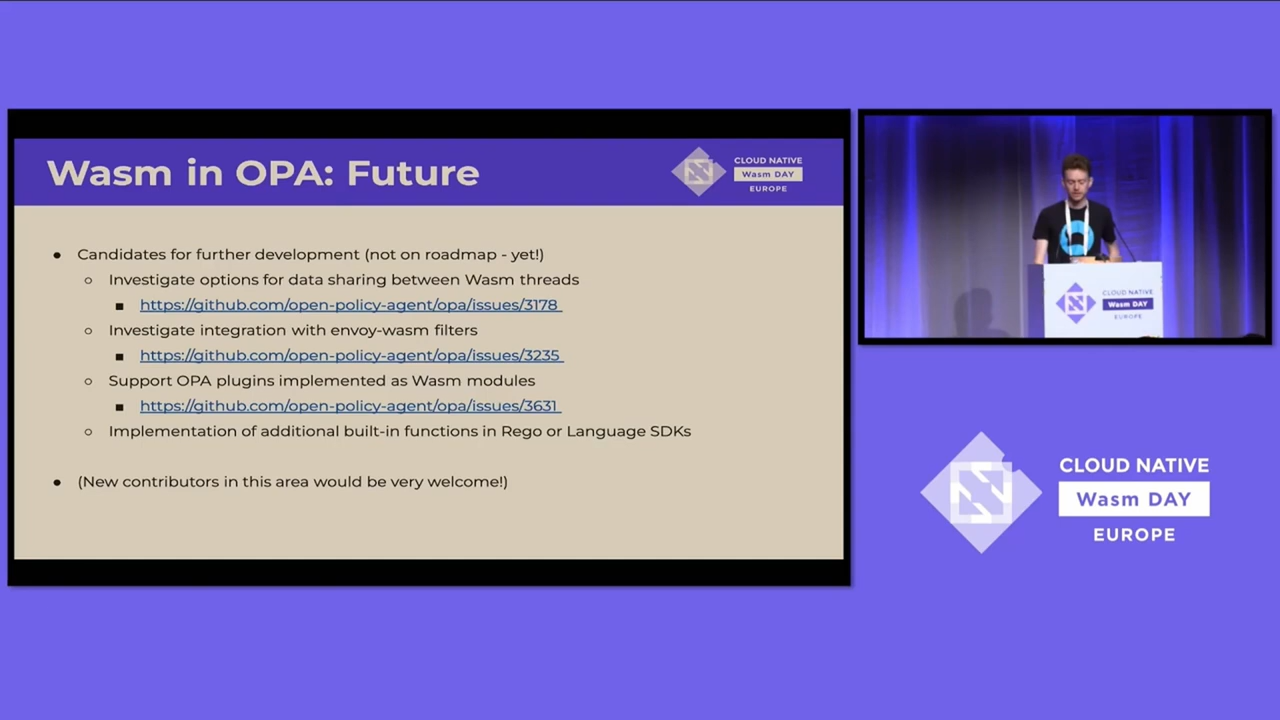 Wasm in OPA: Future
CLOUD NATIVE
Wasm DAY
EUROPE
● Candidates for further development (not on roadmap - yet!)
○ Investigate options for data sharing between Wasm threads
■ https://github.com/open-policy-agent/opa/issues/3178
○ Investigate integration with envoy-wasm filters
■ https://github.com/open-policy-agent/opa/issues/3235
○ Support OPA plugins implemented as Wasm modules
■ https://github.com/open-policy-agent/opa/issues/3631
○ Implementation of additional built-in functions in Rego or Language SDKs
● (New contributors in this area would be very welcome!)
CLOUD NATIVE
Wasm DAY
EUROPE
CLOUD NATIVE
Wasm DAY
EUROPE